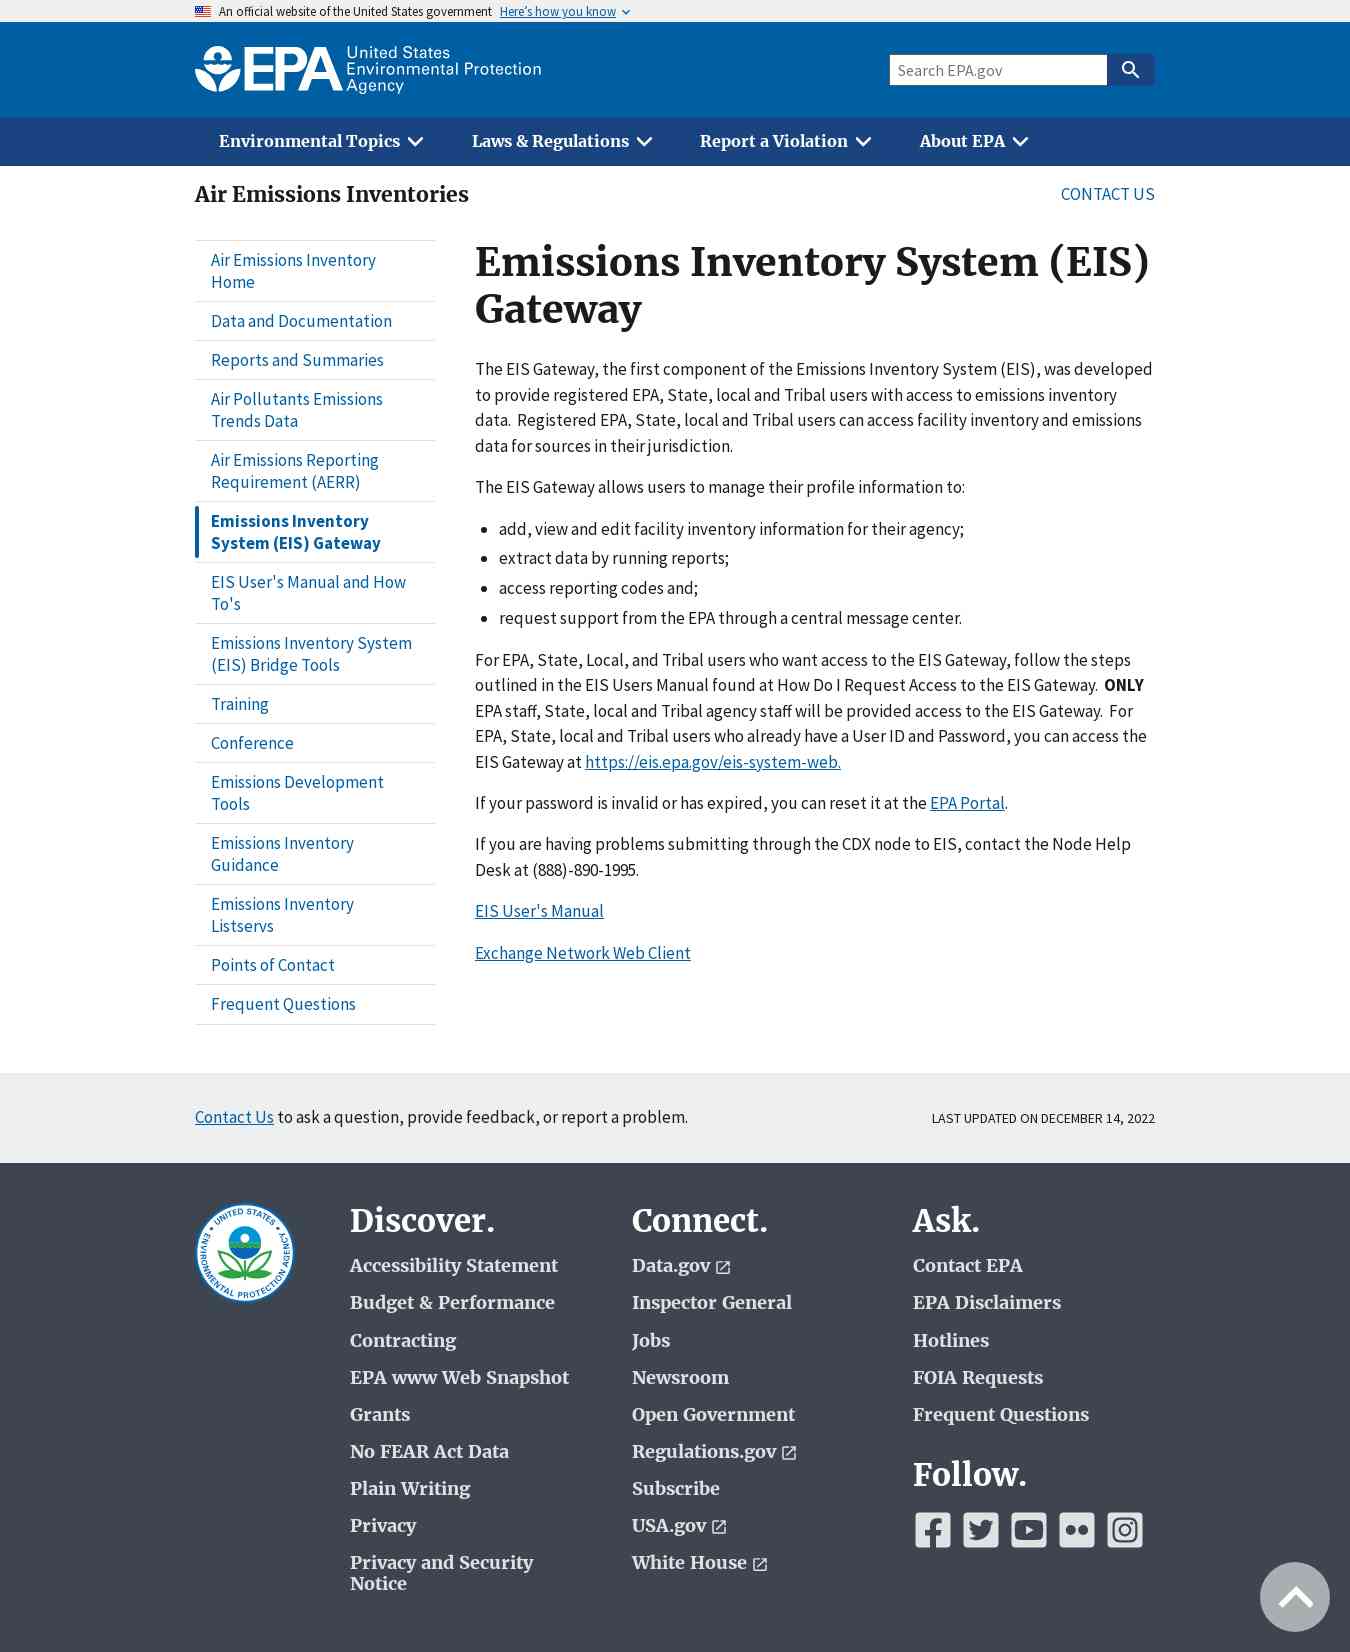 An official website of the United States government Here’s how you know
EPA United States
Environmental Protection
Agency
Search EPA.gov
Environmental Topics Laws & Regulations Report a Violation About EPA
Air Emissions Inventories
CONTACT US
Air Emissions Inventory
Home
Data and Documentation
Reports and Summaries
Air Pollutants Emissions
Trends Data
Air Emissions Reporting
Requirement (AERR)
Emissions Inventory
System (EIS) Gateway
EIS User's Manual and How
To's
Emissions Inventory System
(EIS) Bridge Tools
Training
Conference
Emissions Development
Tools
Emissions Inventory
Guidance
Emissions Inventory
Listservs
Points of Contact
Frequent Questions
Emissions Inventory System (EIS)
Gateway
The EIS Gateway, the first component of the Emissions Inventory System (EIS), was developed
to provide registered EPA, State, local and Tribal users with access to emissions inventory
data.  Registered EPA, State, local and Tribal users can access facility inventory and emissions
data for sources in their jurisdiction.
The EIS Gateway allows users to manage their profile information to:
• add, view and edit facility inventory information for their agency;
• extract data by running reports;
• access reporting codes and;
• request support from the EPA through a central message center.
For EPA, State, Local, and Tribal users who want access to the EIS Gateway, follow the steps
outlined in the EIS Users Manual found at How Do I Request Access to the EIS Gateway.  ONLY
EPA staff, State, local and Tribal agency staff will be provided access to the EIS Gateway.  For
EPA, State, local and Tribal users who already have a User ID and Password, you can access the
EIS Gateway at https://eis.epa.gov/eis-system-web.
If your password is invalid or has expired, you can reset it at the EPA Portal.
If you are having problems submitting through the CDX node to EIS, contact the Node Help
Desk at (888)-890-1995.
EIS User's Manual
Exchange Network Web Client
Contact Us to ask a question, provide feedback, or report a problem.
LAST UPDATED ON DECEMBER 14, 2022
UNITED STATES
ENVIRONMENTAL PROTECTION AGENCY
Discover.
Accessibility Statement
Budget & Performance
Contracting
EPA www Web Snapshot
Grants
No FEAR Act Data
Plain Writing
Privacy
Privacy and Security
Notice
Connect.
Data.gov
Inspector General
Jobs
Newsroom
Open Government
Regulations.gov
Subscribe
USA.gov
White House
Ask.
Contact EPA
EPA Disclaimers
Hotlines
FOIA Requests
Frequent Questions
Follow.